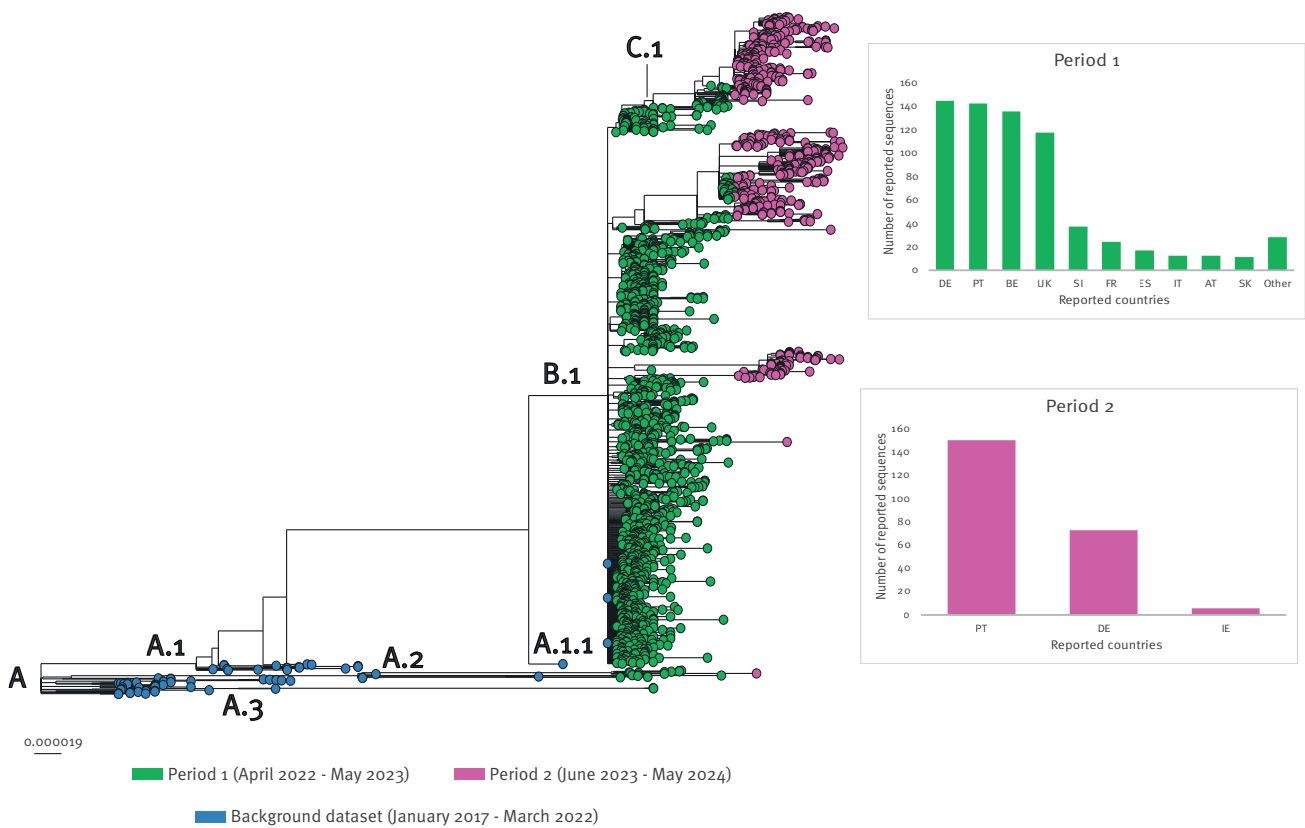 C.1
B.1
A.1
A.1.1
A.2
A
A.3
0.000019
Period 1 (April 2022 - May 2023)
Period 2 (June 2023 - May 2024)
Background dataset (January 2017 - March 2022)
Period 1
Number of reported sequences
160
140
120
100
80
60
40
20
0
DE PT BE UK SI FR ES IT AT SK Other
Reported countries
Period 2
Number of reported sequences
160
140
120
100
80
60
40
20
0
PT DE IE
Reported countries